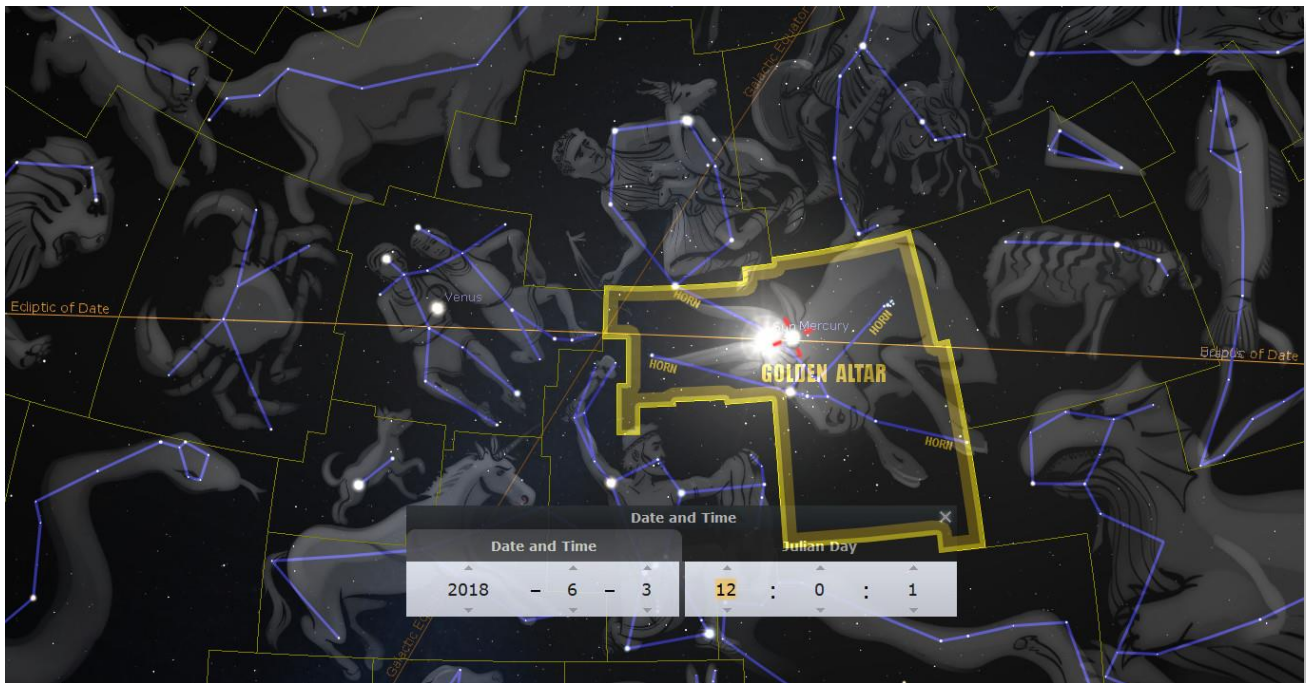 Galactic Equator
Venus
Ecliptic of Date
HORN
Mercury
HORN
Ecliptic of Date
HORN
GOLDEN ALTAR
HORN
Date and Time ×
Date and Time Julian Day
2018 – 6 – 3 12 : 0 : 1
Galactic